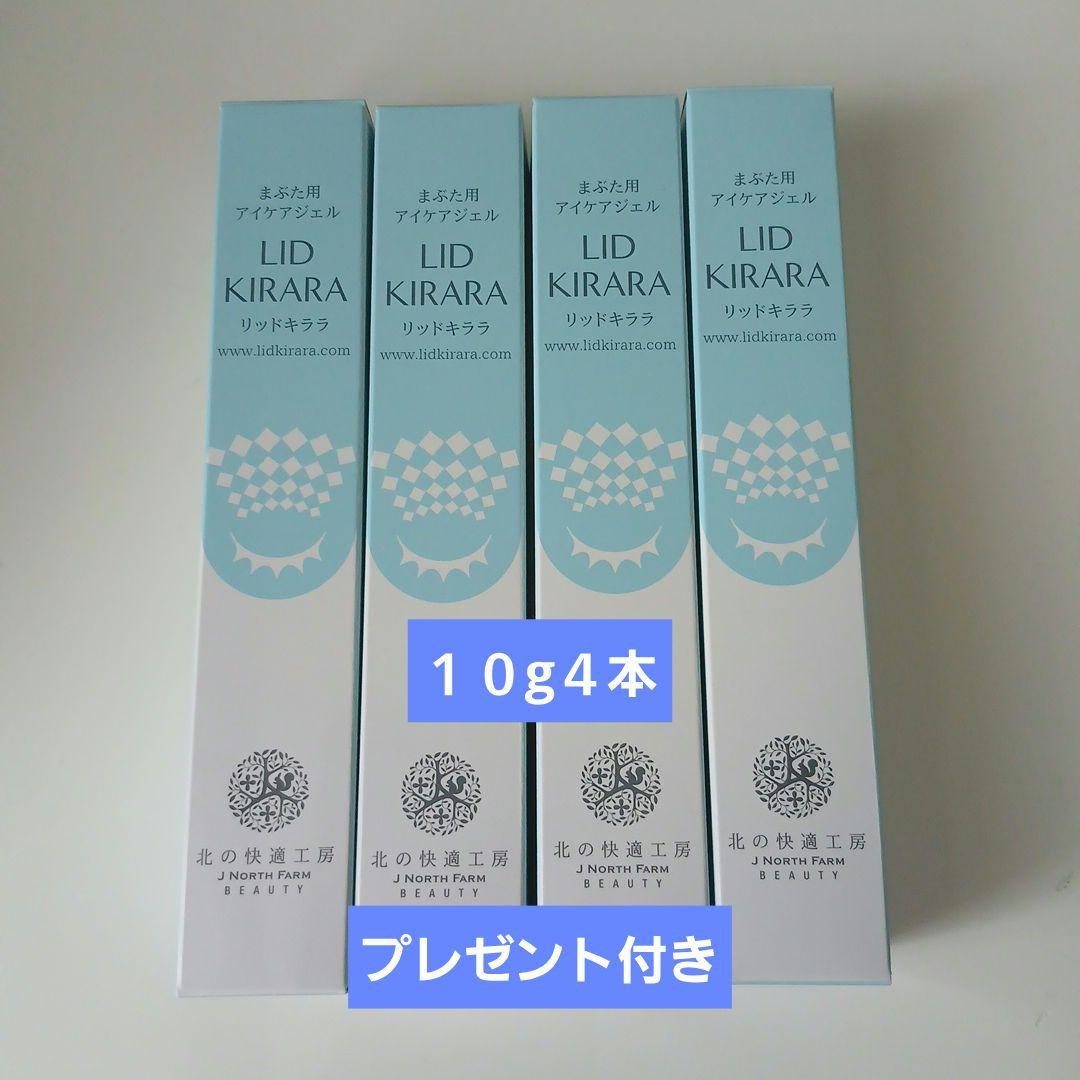 まぶた用
アイケアジェル
LID
KIRARA
リッドキララ
www.lidkirara.com
北の快適工房
J NORTH FARM
BEAUTY
まぶた用
アイケアジェル
LID
KIRARA
リッドキララ
www.lidkirara.com
北の快適工房
J NORTH FARM
BEAUTY
まぶた用
アイケアジェル
LID
KIRARA
リッドキララ
www.lidkirara.com
北の快適工房
J NORTH FARM
BEAUTY
まぶた用
アイケアジェル
LID
KIRARA
リッドキララ
www.lidkirara.com
北の快適工房
J NORTH FARM
BEAUTY
１０g４本
プレゼント付き